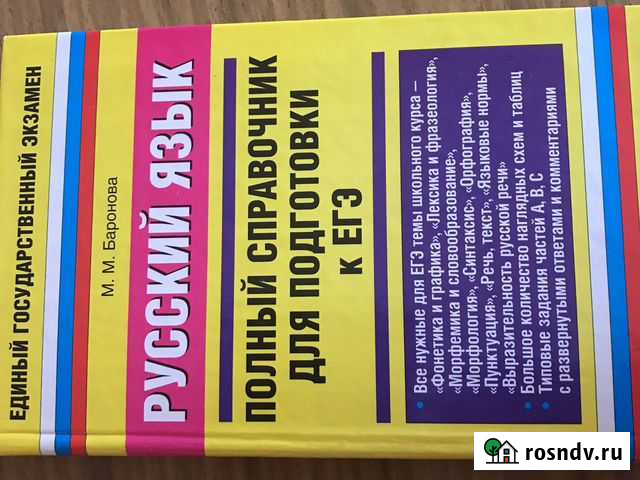 ЕДИНЫЙ ГОСУДАРСТВЕННЫЙ ЭКЗАМЕН
М. М. Баронова
РУССКИЙ ЯЗЫК
ПОЛНЫЙ СПРАВОЧНИК
ДЛЯ ПОДГОТОВКИ
к ЕГЭ
• Все нужные для ЕГЭ темы школьного курса –
«Фонетика и графика», «Лексика и фразеология»,
«Морфемика и словообразование»,
«Морфология», «Синтаксис», «Орфография»,
«Пунктуация», «Речь, текст», «Языковые нормы»,
«Выразительность русской речи»
• Большое количество наглядных схем и таблиц
• Типовые задания частей А, В, С
с развернутыми ответами и комментариями
rosndv.ru